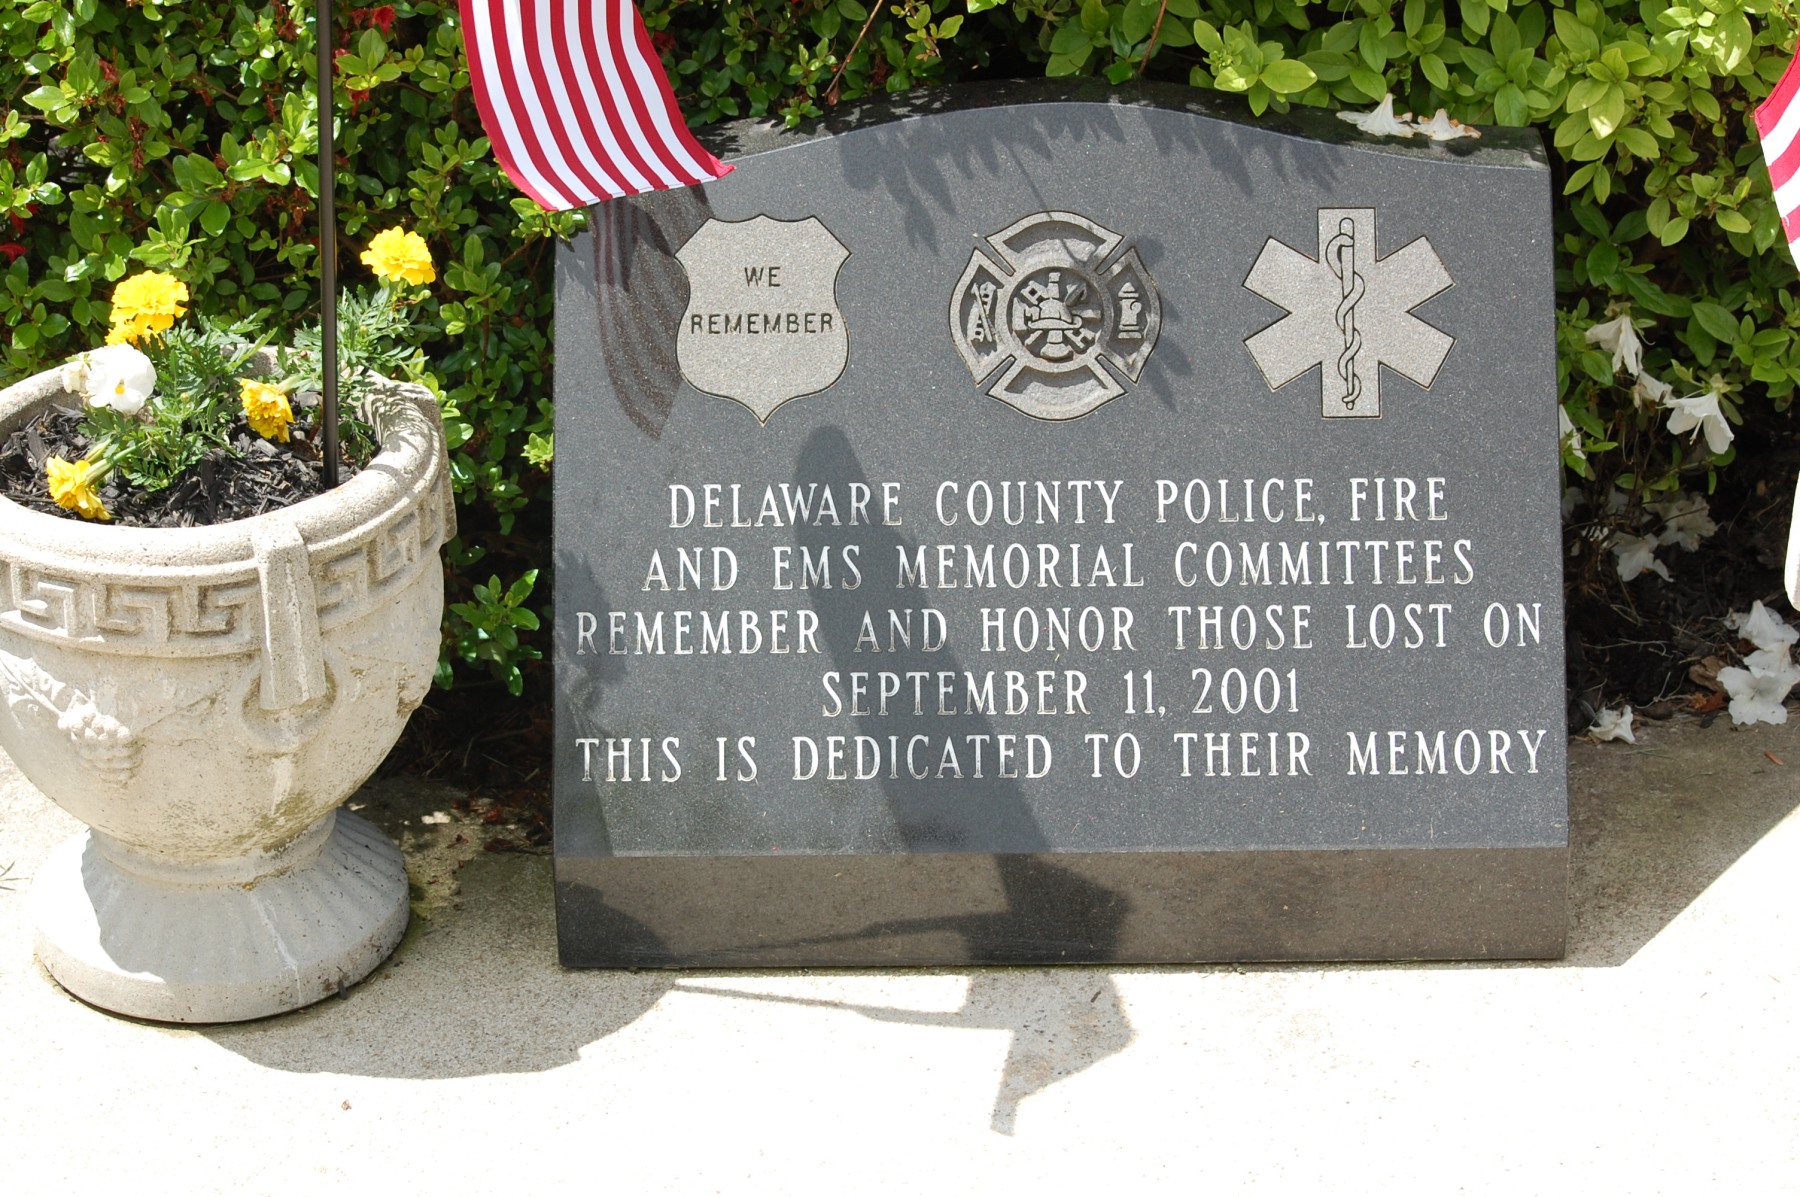 WE
REMEMBER
DELAWARE COUNTY POLICE, FIRE
AND EMS MEMORIAL COMMITTEES
REMEMBER AND HONOR THOSE LOST ON
SEPTEMBER 11, 2001
THIS IS DEDICATED TO THEIR MEMORY